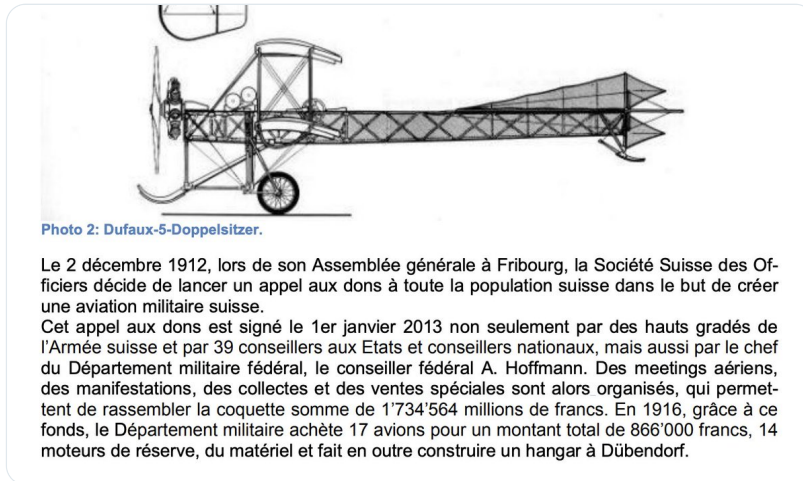 Photo 2: Dufaux-5-Doppelsitzer.
Le 2 décembre 1912, lors de son Assemblée générale à Fribourg, la Société Suisse des Of-
ficiers décide de lancer un appel aux dons à toute la population suisse dans le but de créer
une aviation militaire suisse.
Cet appel aux dons est signé le 1er janvier 2013 non seulement par des hauts gradés de
l'Armée suisse et par 39 conseillers aux Etats et conseillers nationaux, mais aussi par le chef
du Département militaire fédéral, le conseiller fédéral A. Hoffmann. Des meetings aériens,
des manifestations, des collectes et des ventes spéciales sont alors organisés, qui permet-
tent de rassembler la coquette somme de 1'734'564 millions de francs. En 1916, grâce à ce
fonds, le Département militaire achète 17 avions pour un montant total de 866'000 francs, 14
moteurs de réserve, du matériel et fait en outre construire un hangar à Dübendorf.